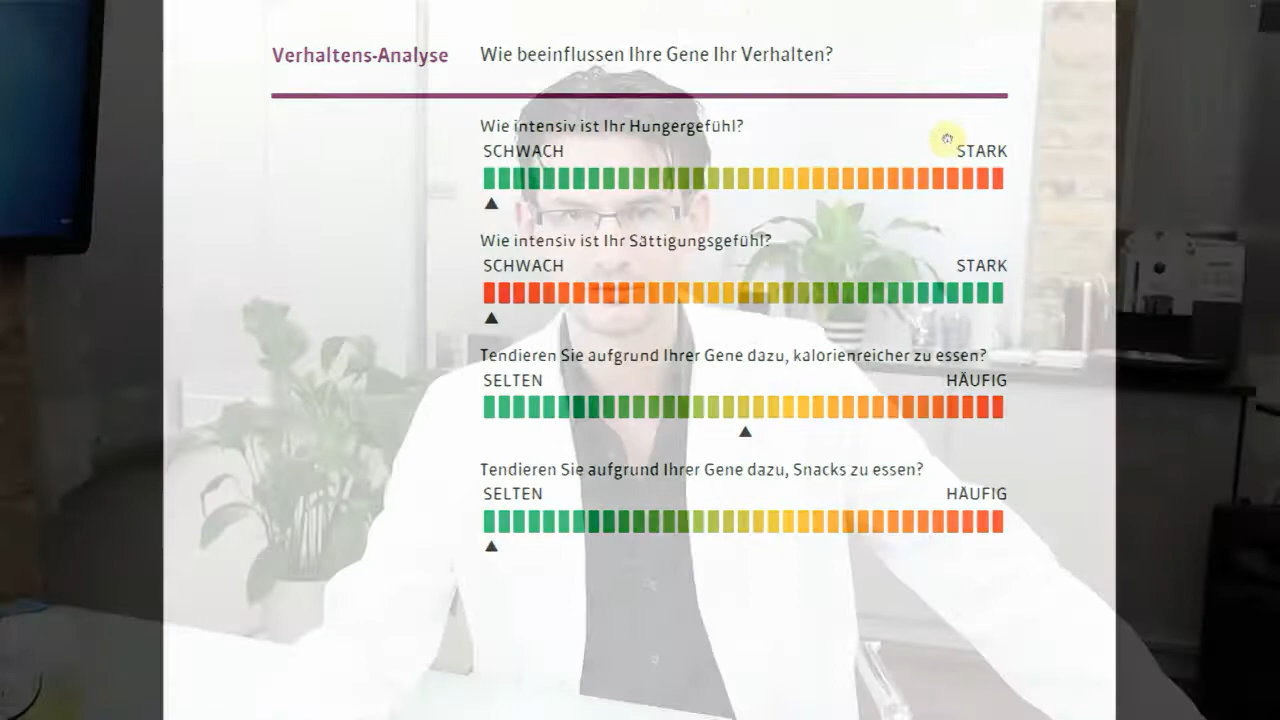 Verhaltens-Analyse Wie beeinflussen Ihre Gene Ihr Verhalten?
Wie intensiv ist Ihr Hungergefühl?
SCHWACH STARK
Wie intensiv ist Ihr Sättigungsgefühl?
SCHWACH STARK
Tendieren Sie aufgrund Ihrer Gene dazu, kalorienreicher zu essen?
SELTEN HÄUFIG
Tendieren Sie aufgrund Ihrer Gene dazu, Snacks zu essen?
SELTEN HÄUFIG